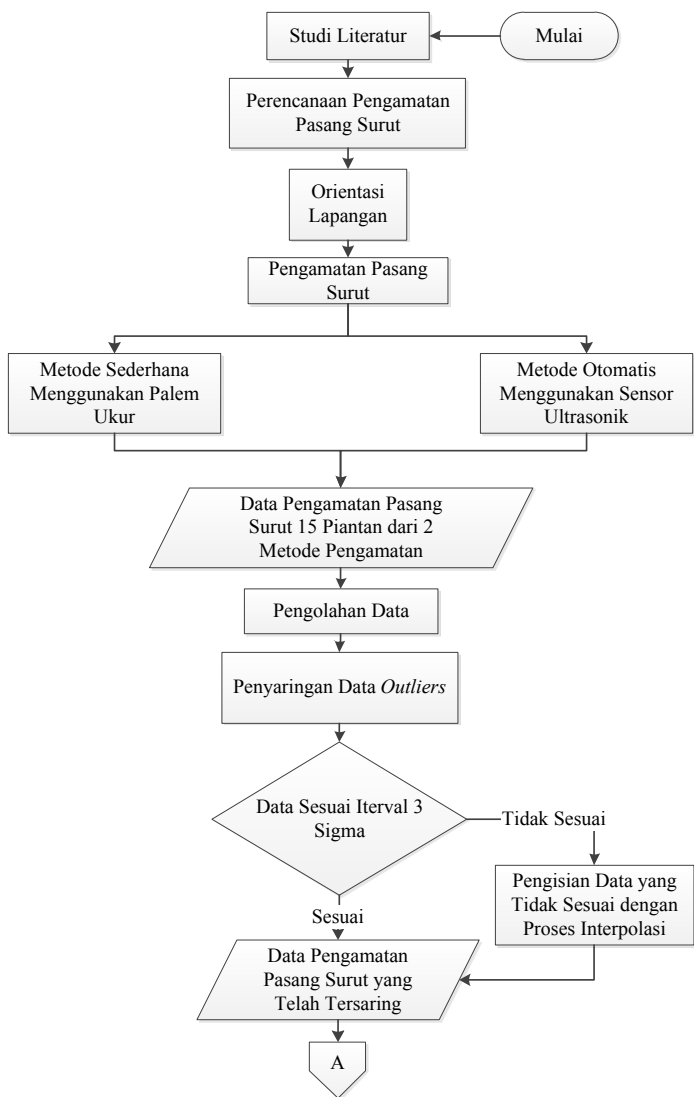 Studi Literatur
Mulai
Perencanaan Pengamatan
Pasang Surut
Orientasi
Lapangan
Pengamatan Pasang
Surut
Metode Sederhana
Menggunakan Palem
Ukur
Metode Otomatis
Menggunakan Sensor
Ultrasonik
Data Pengamatan Pasang
Surut 15 Piantan dari 2
Metode Pengamatan
Pengolahan Data
Penyaringan Data Outliers
Data Sesuai Iterval 3
Sigma
Tidak Sesuai
Pengisian Data yang
Tidak Sesuai dengan
Proses Interpolasi
Sesuai
Data Pengamatan
Pasang Surut yang
Telah Tersaring
A